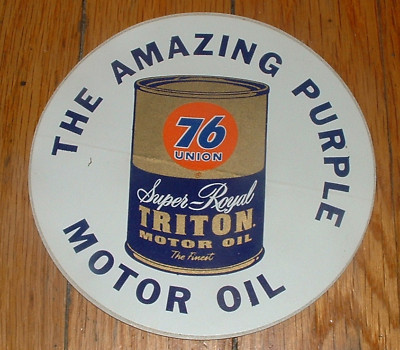 THE AMAZING PURPLE
76
UNION
Super-Royal
TRITON
MOTOR OIL
The Finest
MOTOR OIL